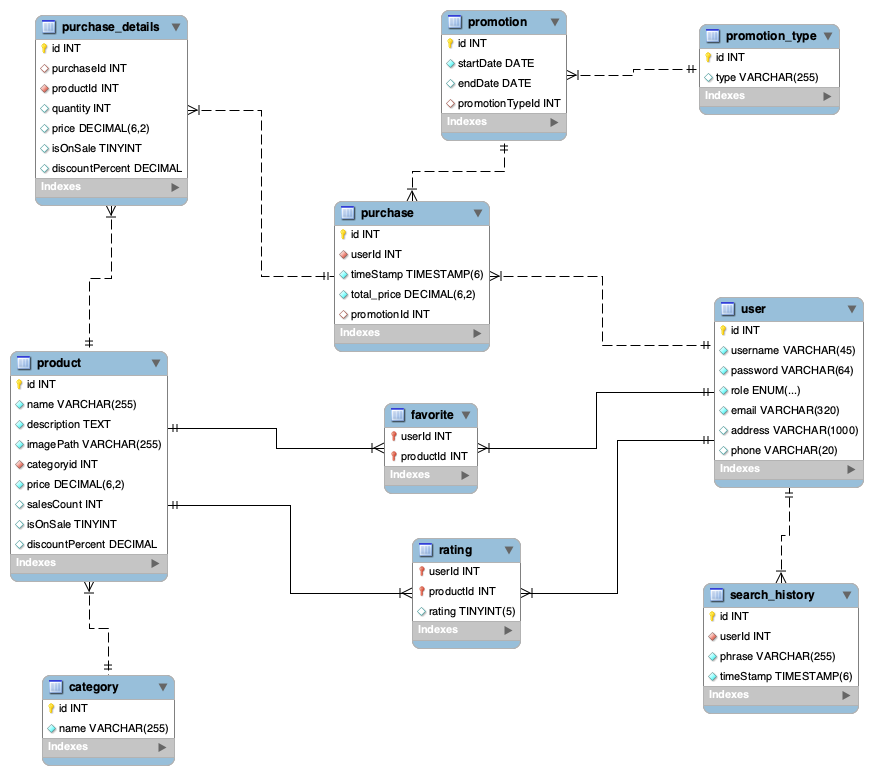 purchase_details
id INT
purchaseId INT
productId INT
quantity INT
price DECIMAL(6,2)
isOnSale TINYINT
discountPercent DECIMAL
Indexes
promotion
id INT
startDate DATE
endDate DATE
promotionTypeId INT
Indexes
promotion_type
id INT
type VARCHAR(255)
Indexes
purchase
id INT
userId INT
timeStamp TIMESTAMP(6)
total_price DECIMAL(6,2)
promotionId INT
Indexes
user
id INT
username VARCHAR(45)
password VARCHAR(64)
role ENUM(...)
email VARCHAR(320)
address VARCHAR(1000)
phone VARCHAR(20)
Indexes
product
id INT
name VARCHAR(255)
description TEXT
imagePath VARCHAR(255)
categoryid INT
price DECIMAL(6,2)
salesCount INT
isOnSale TINYINT
discountPercent DECIMAL
Indexes
favorite
userId INT
productId INT
Indexes
rating
userId INT
productId INT
rating TINYINT(5)
Indexes
search_history
id INT
userId INT
phrase VARCHAR(255)
timeStamp TIMESTAMP(6)
Indexes
category
id INT
name VARCHAR(255)
Indexes